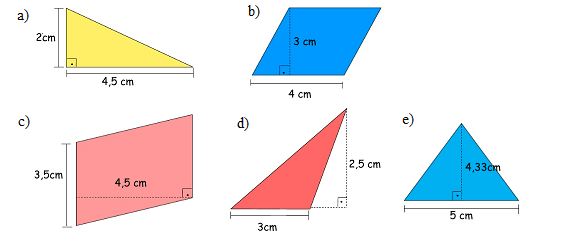 a)
2cm
4,5 cm
b)
3 cm
4 cm
c)
3,5cm
4,5 cm
d)
2,5 cm
3cm
e)
4,33cm
5 cm